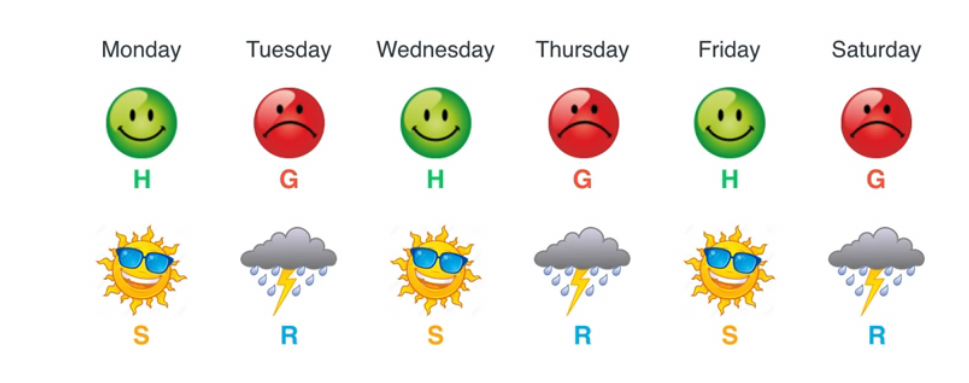 Monday Tuesday Wednesday Thursday Friday Saturday
H G H G H G
S R S R S R